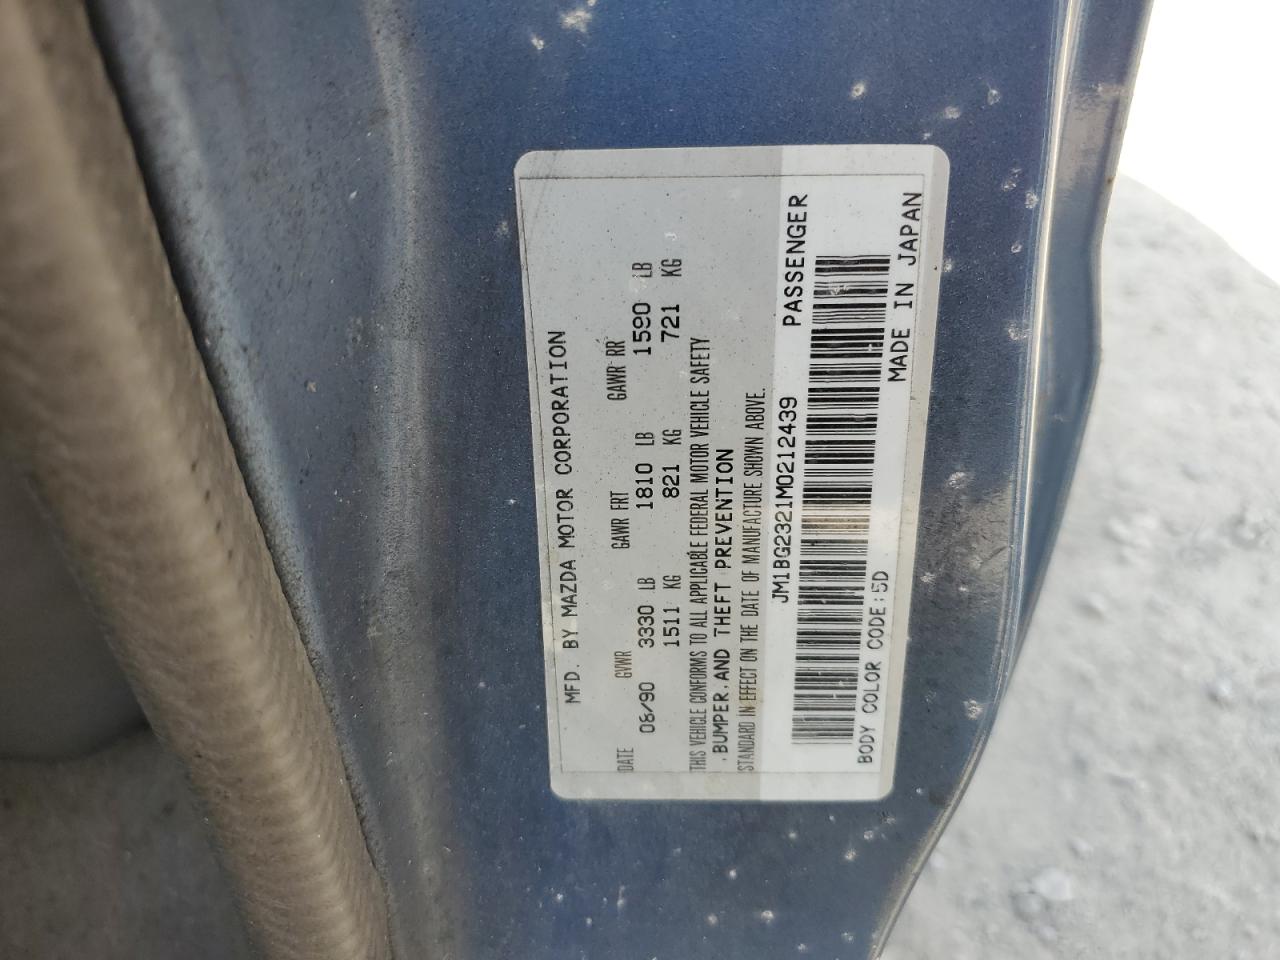 MFD. BY MAZDA MOTOR CORPORATION
DATE GVWR GAWR FRT GAWR RR
08/90 3330 LB 1810 LB 1590 LB
1511 KG 821 KG 721 KG
THIS VEHICLE CONFORMS TO ALL APPLICABLE FEDERAL MOTOR VEHICLE SAFETY
, BUMPER, AND THEFT PREVENTION
STANDARD IN EFFECT ON THE DATE OF MANUFACTURE SHOWN ABOVE.
JM1BG2321M0212439 PASSENGER
BODY COLOR CODE:5D MADE IN JAPAN